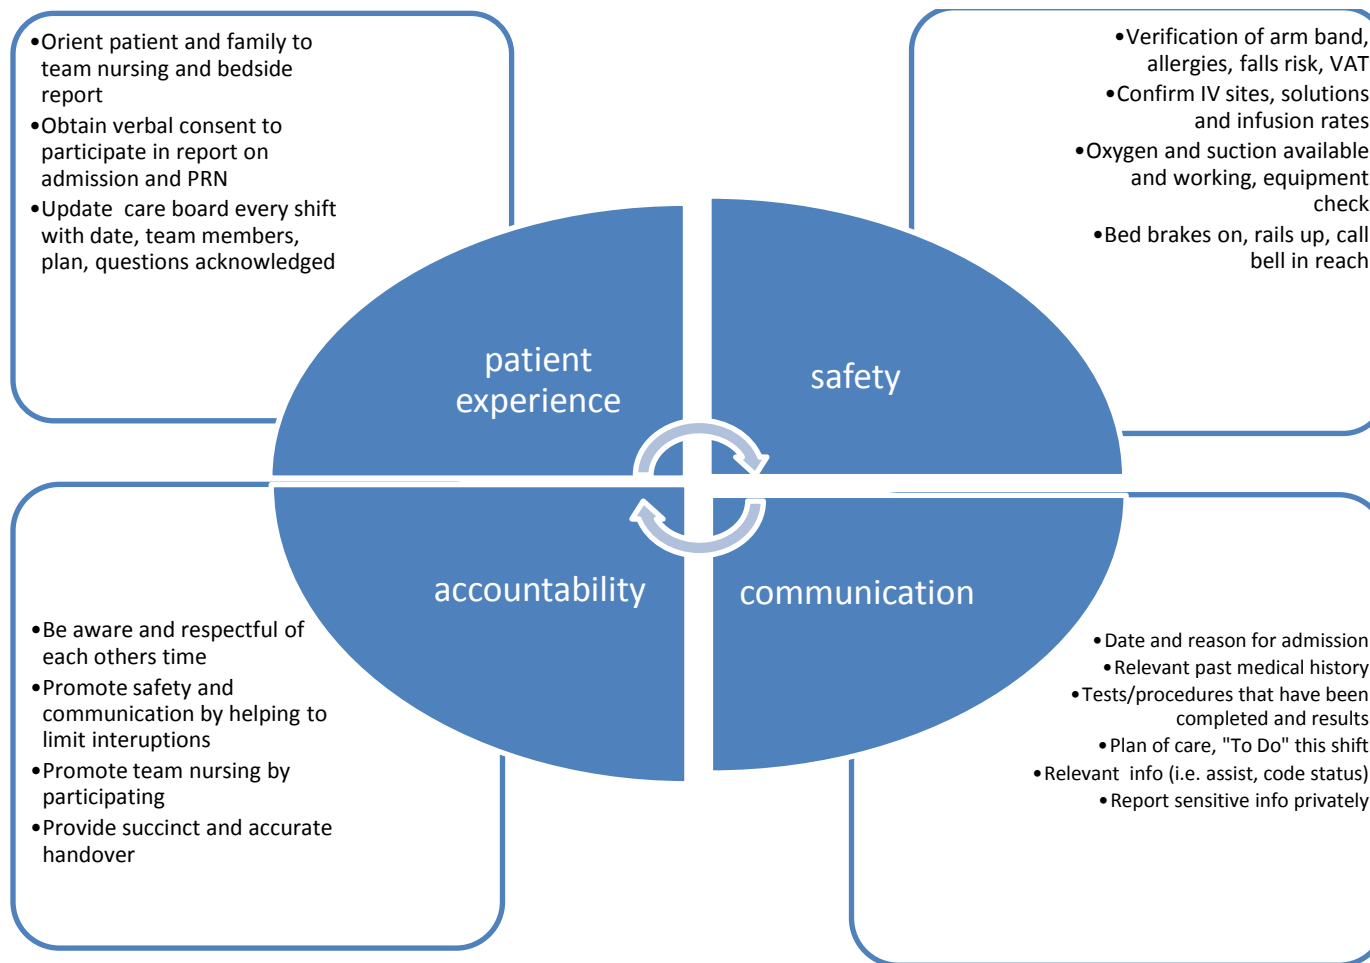 •Orient patient and family to
team nursing and bedside
report
•Obtain verbal consent to
participate in report on
admission and PRN
•Update  care board every shift
with date, team members,
plan, questions acknowledged
•Verification of arm band,
allergies, falls risk, VAT
•Confirm IV sites, solutions
and infusion rates
•Oxygen and suction available
and working, equipment
check
•Bed brakes on, rails up, call
bell in reach
patient
experience
safety
accountability
communication
•Be aware and respectful of
each others time
•Promote safety and
communication by helping to
limit interuptions
•Promote team nursing by
participating
•Provide succinct and accurate
handover
•Date and reason for admission
•Relevant past medical history
•Tests/procedures that have been
completed and results
•Plan of care, "To Do" this shift
•Relevant  info (i.e. assist, code status)
•Report sensitive info privately